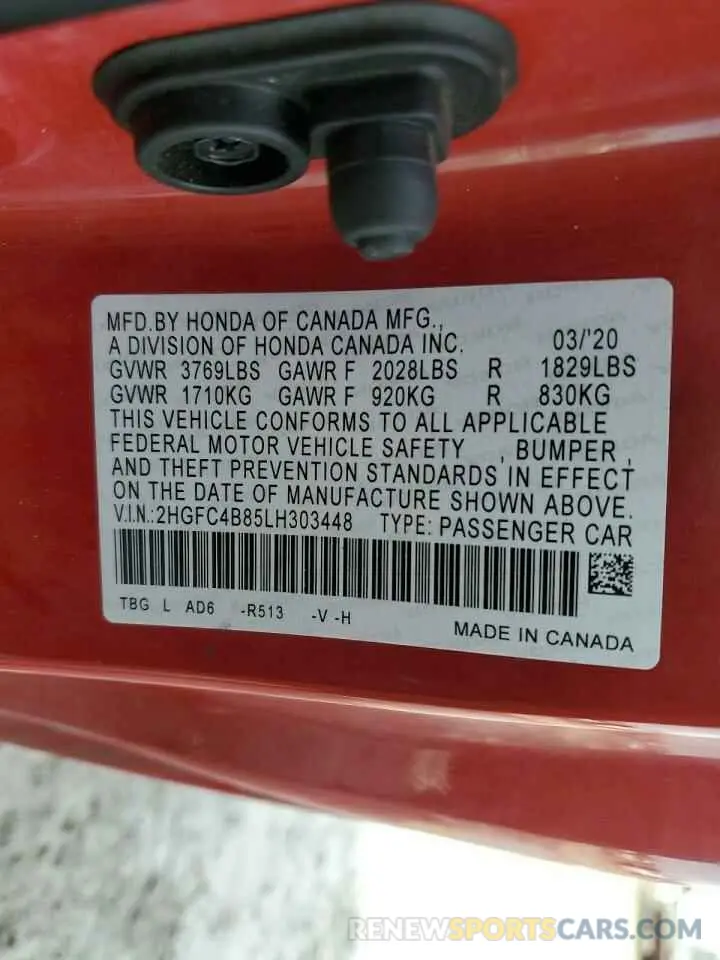 MFD.BY HONDA OF CANADA MFG.,
A DIVISION OF HONDA CANADA INC. 03/'20
GVWR 3769LBS GAWR F 2028LBS R 1829LBS
GVWR 1710KG GAWR F 920KG R 830KG
THIS VEHICLE CONFORMS TO ALL APPLICABLE
FEDERAL MOTOR VEHICLE SAFETY , BUMPER ,
AND THEFT PREVENTION STANDARDS IN EFFECT
ON THE DATE OF MANUFACTURE SHOWN ABOVE.
V.I.N.:2HGFC4B85LH303448 TYPE: PASSENGER CAR
TBG L AD6 -R513 -V -H
MADE IN CANADA
RENEWSPORTSCARS.COM